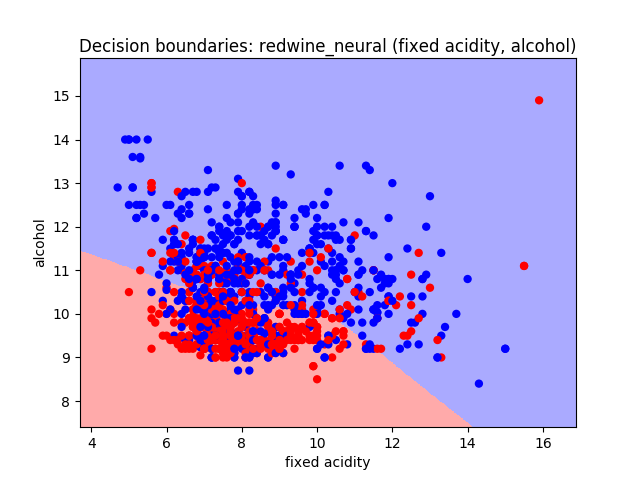 Decision boundaries: redwine_neural (fixed acidity, alcohol)
15
14
13
12
11
10
9
8
alcohol
4 6 8 10 12 14 16
fixed acidity